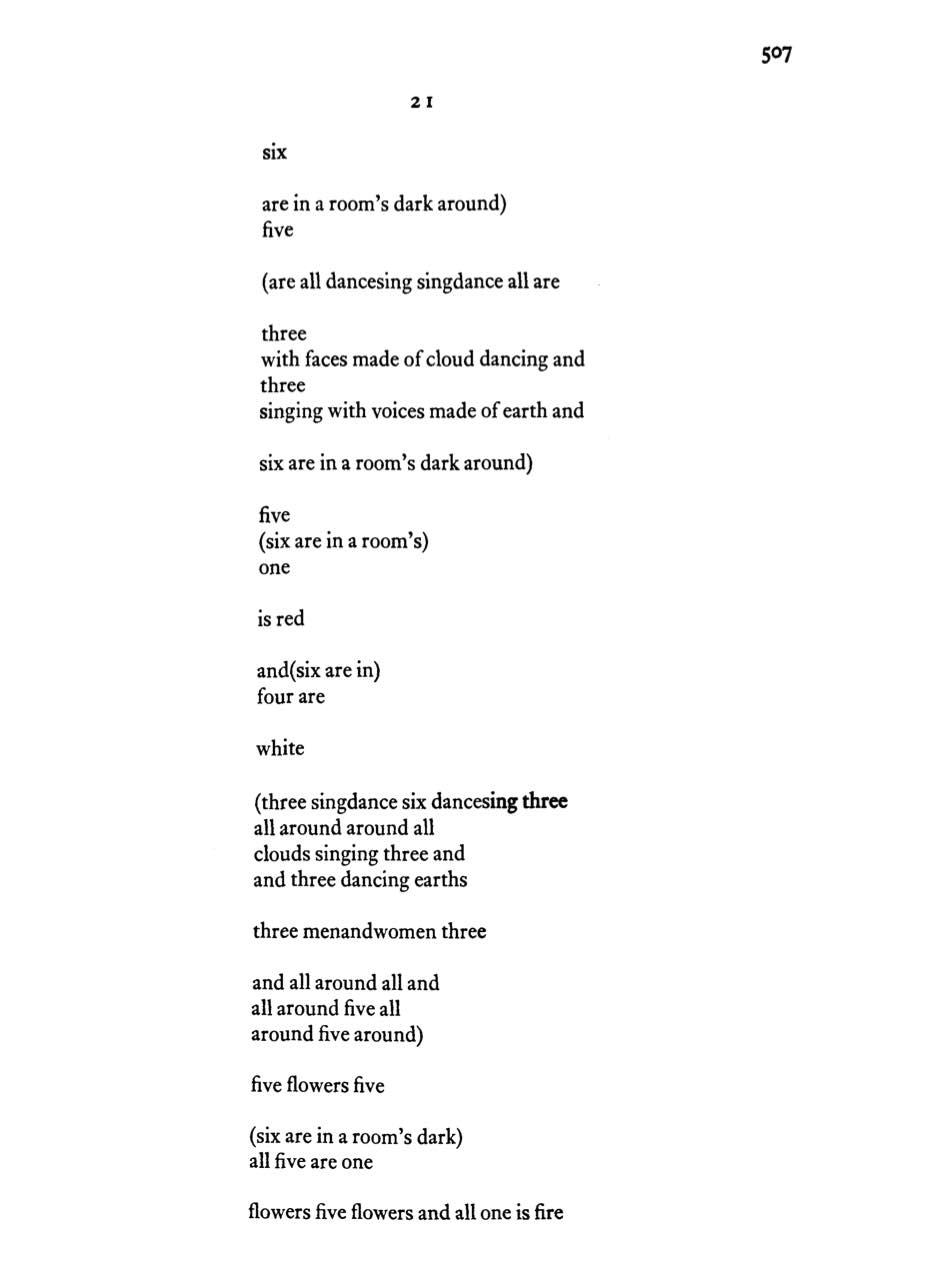 507
21
six
are in a room's dark around)
five
(are all dancesing singdance all are
three
with faces made of cloud dancing and
three
singing with voices made of earth and
six are in a room's dark around)
five
(six are in a room's)
one
is red
and(six are in)
four are
white
(three singdance six dancesing three
all around around all
clouds singing three and
and three dancing earths
three menandwomen three
and all around all and
all around five all
around five around)
five flowers five
(six are in a room's dark)
all five are one
flowers five flowers and all one is fire